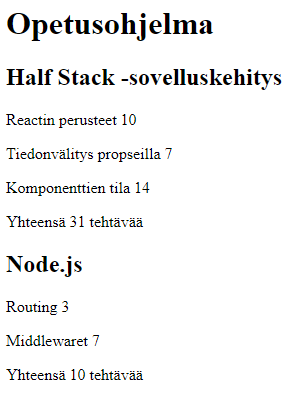 Opetusohjelma
Half Stack -sovelluskehitys
Reactin perusteet 10
Tiedonvälitys propseilla 7
Komponenttien tila 14
Yhteensä 31 tehtävää
Node.js
Routing 3
Middlewaret 7
Yhteensä 10 tehtävää